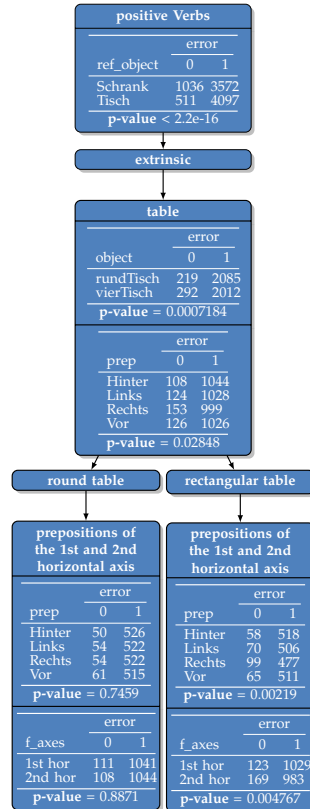 positive Verbs
error
ref_object 0 1
Schrank 1036 3572
Tisch 511 4097
p-value < 2.2e-16
extrinsic
table
error
object 0 1
rundTisch 219 2085
vierTisch 292 2012
p-value = 0.0007184
error
prep 0 1
Hinter 108 1044
Links 124 1028
Rechts 153 999
Vor 126 1026
p-value = 0.02848
round table
rectangular table
prepositions of
the 1st and 2nd
horizontal axis
error
prep 0 1
Hinter 50 526
Links 54 522
Rechts 54 522
Vor 61 515
p-value = 0.7459
error
f_axes 0 1
1st hor 111 1041
2nd hor 108 1044
p-value = 0.8871
prepositions of
the 1st and 2nd
horizontal axis
error
prep 0 1
Hinter 58 518
Links 70 506
Rechts 99 477
Vor 65 511
p-value = 0.00219
error
f_axes 0 1
1st hor 123 1029
2nd hor 169 983
p-value = 0.004767